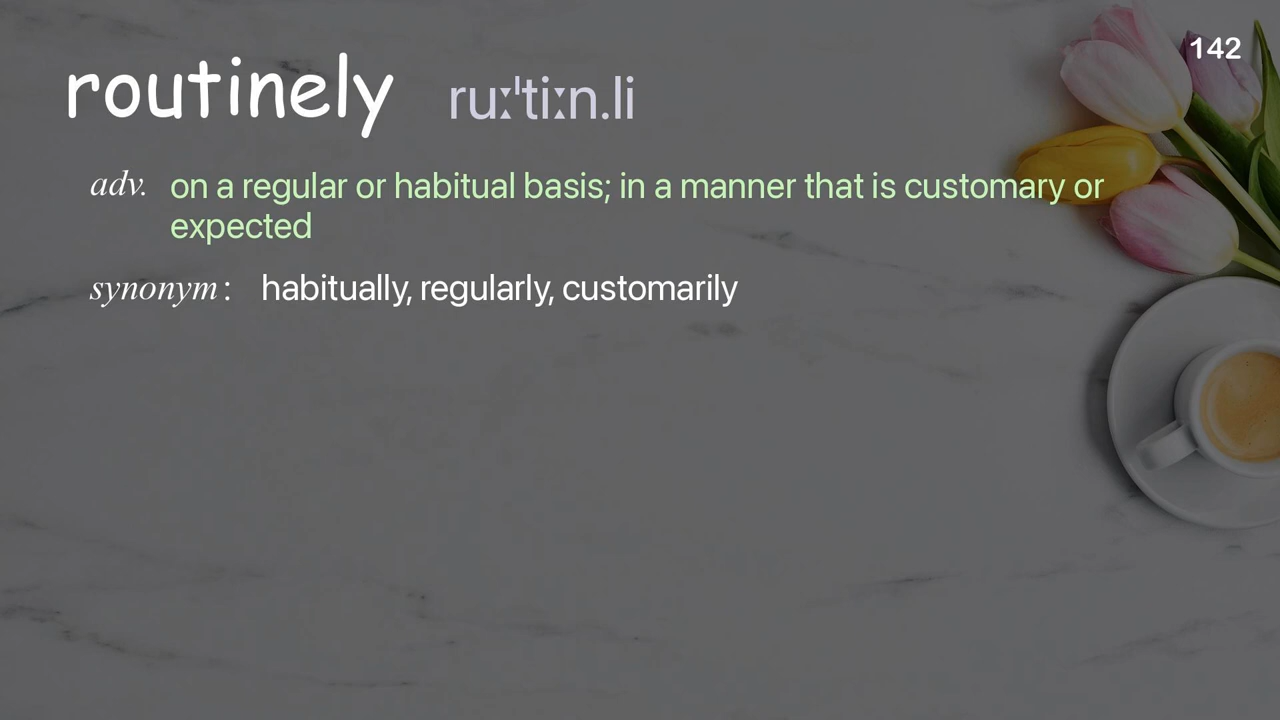 142
routinely ruːˈtiːn.li
adv. on a regular or habitual basis; in a manner that is customary or
expected
synonym: habitually, regularly, customarily